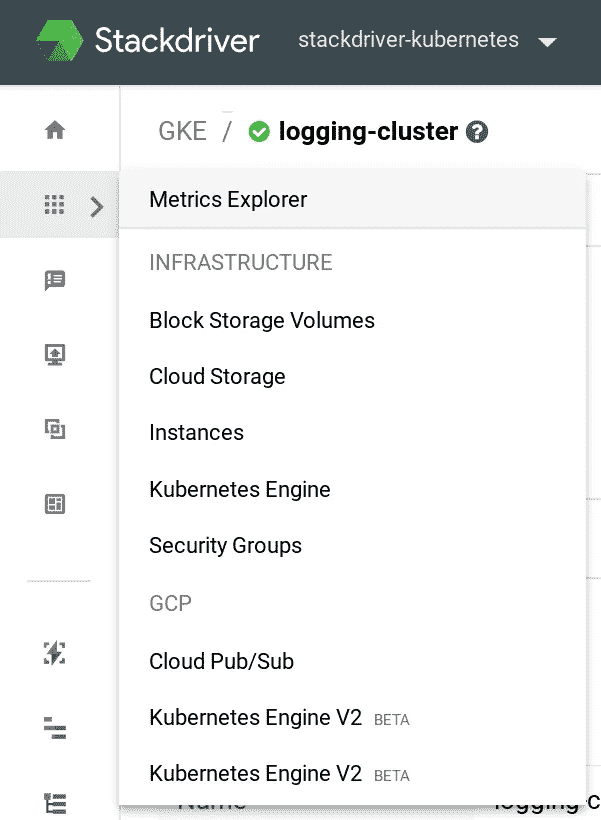 Stackdriver stackdriver-kubernetes
GKE / logging-cluster ?
Metrics Explorer
INFRASTRUCTURE
Block Storage Volumes
Cloud Storage
Instances
Kubernetes Engine
Security Groups
GCP
Cloud Pub/Sub
Kubernetes Engine V2 BETA
Kubernetes Engine V2 BETA
Name logging-c